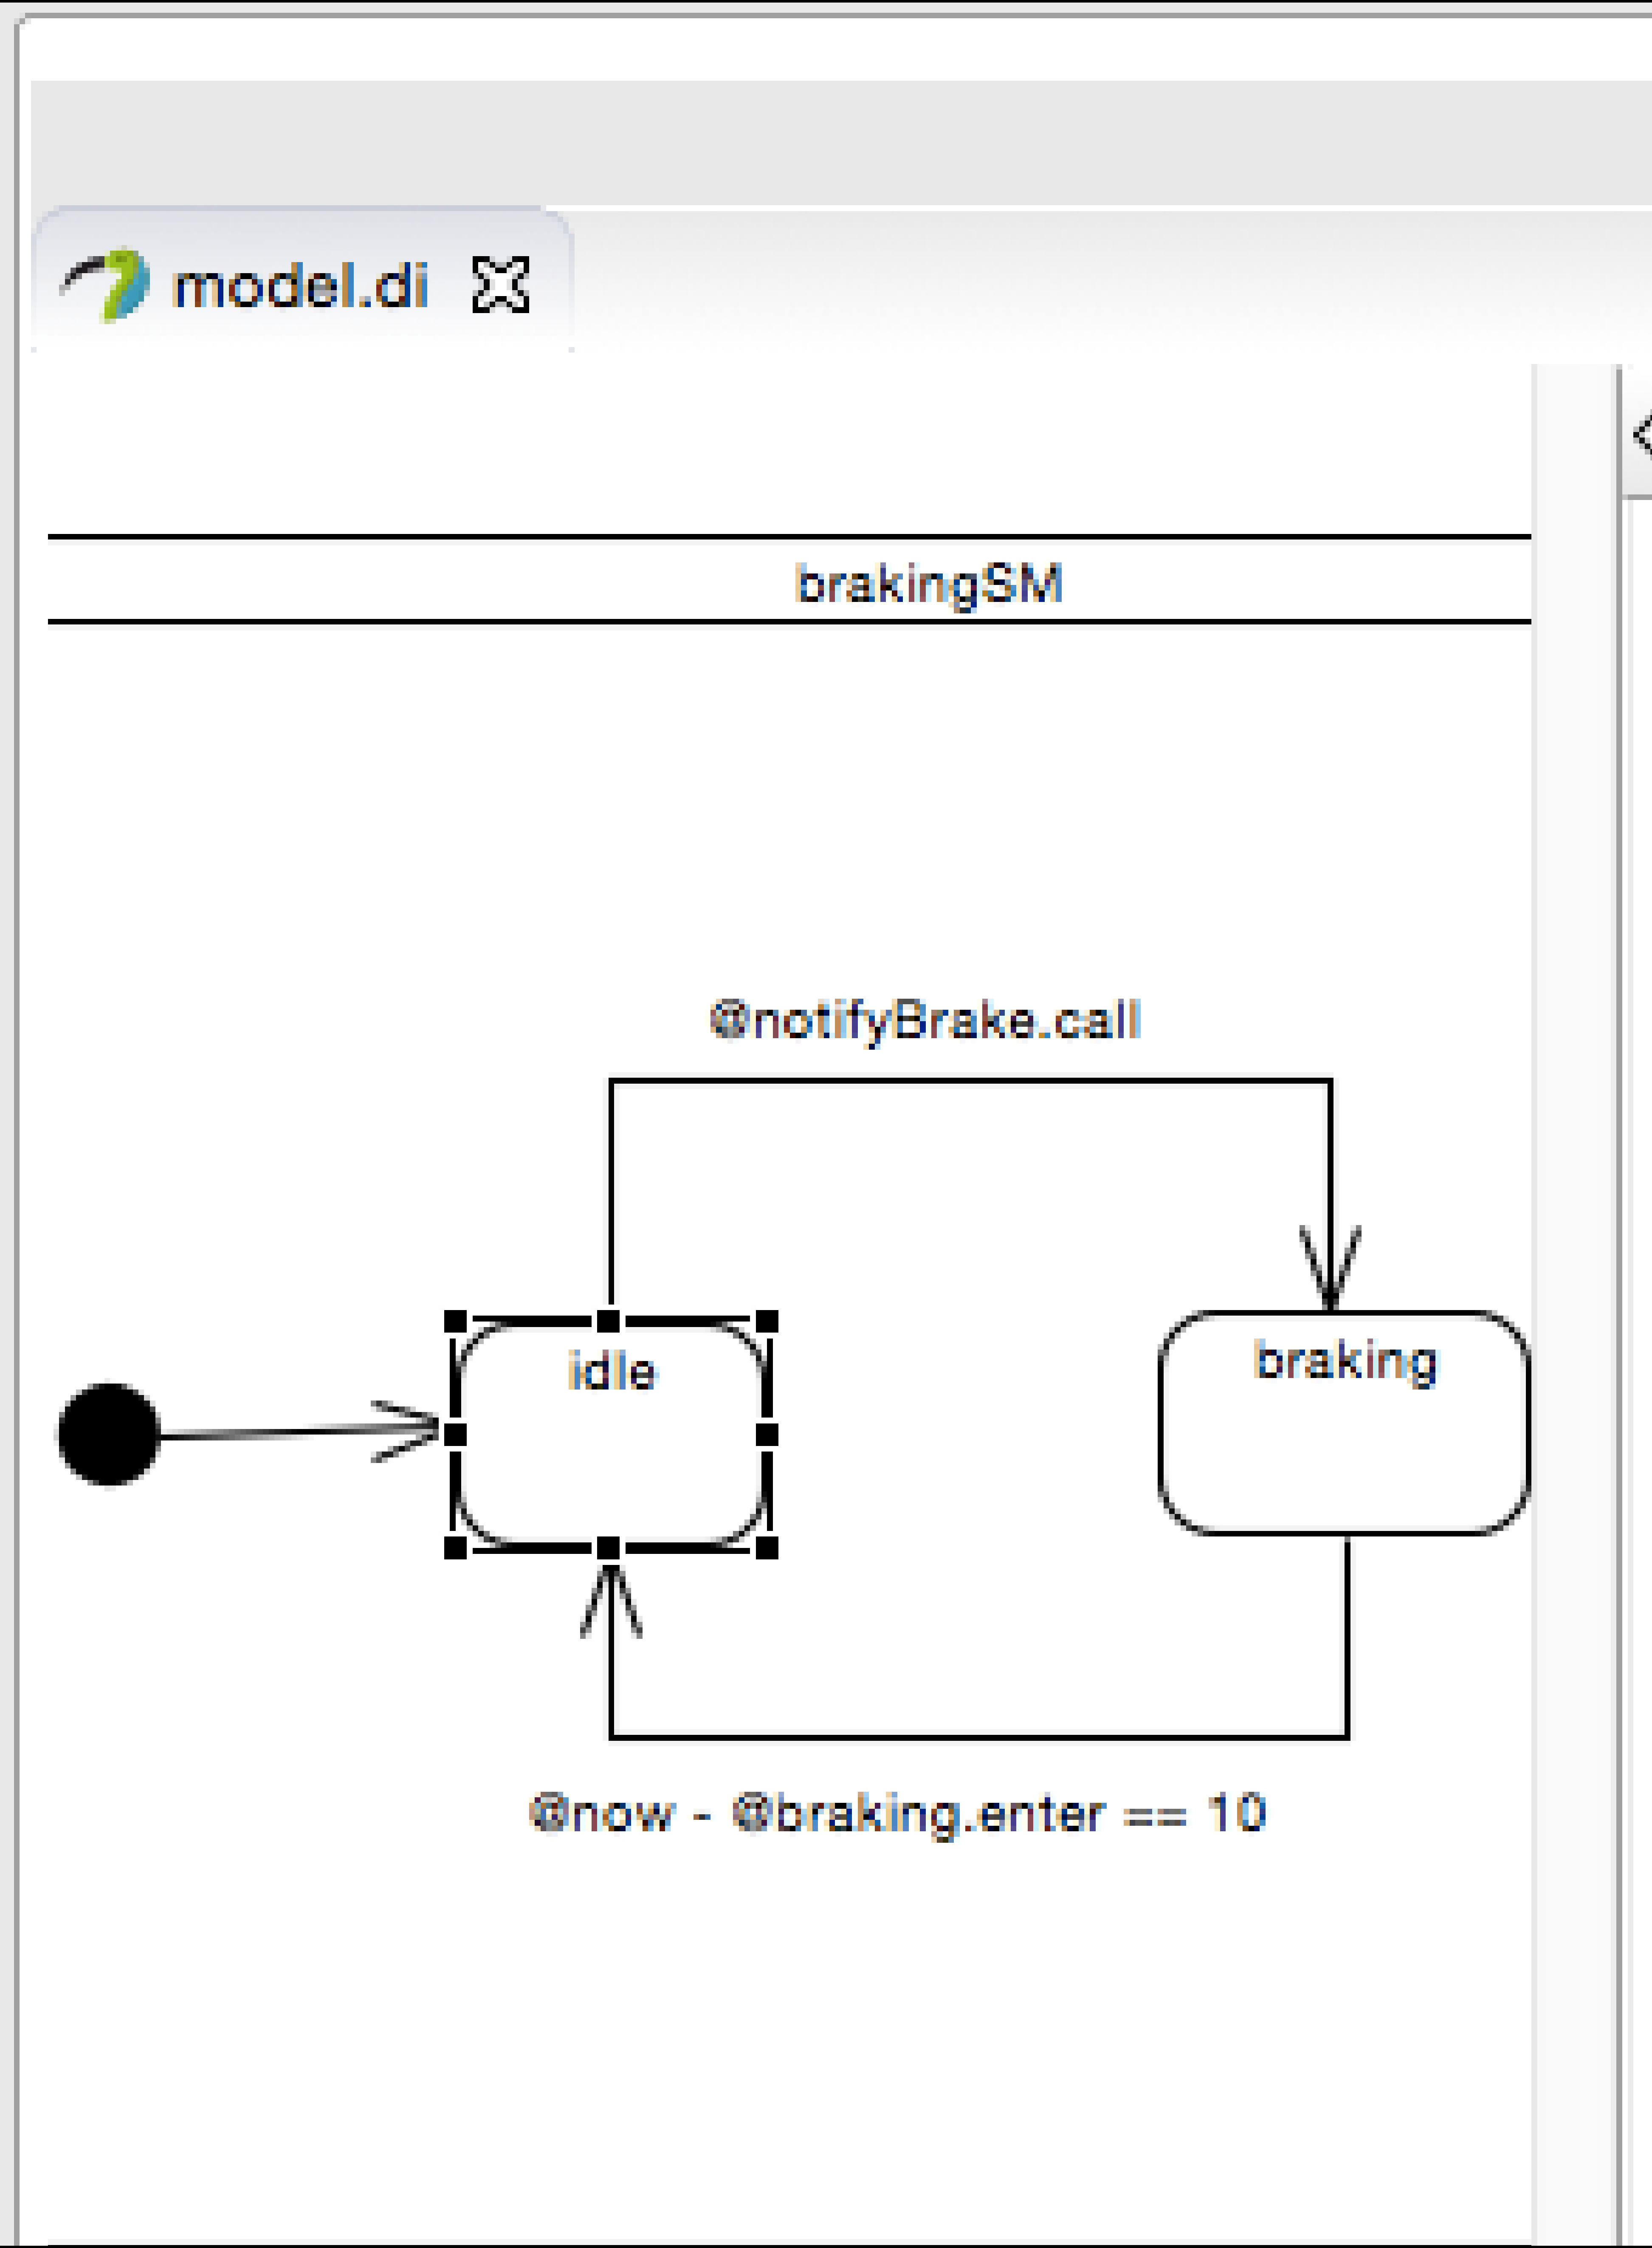 model.di
brakingSM
@notifyBrake.call
idle
braking
@now - @braking.enter == 10